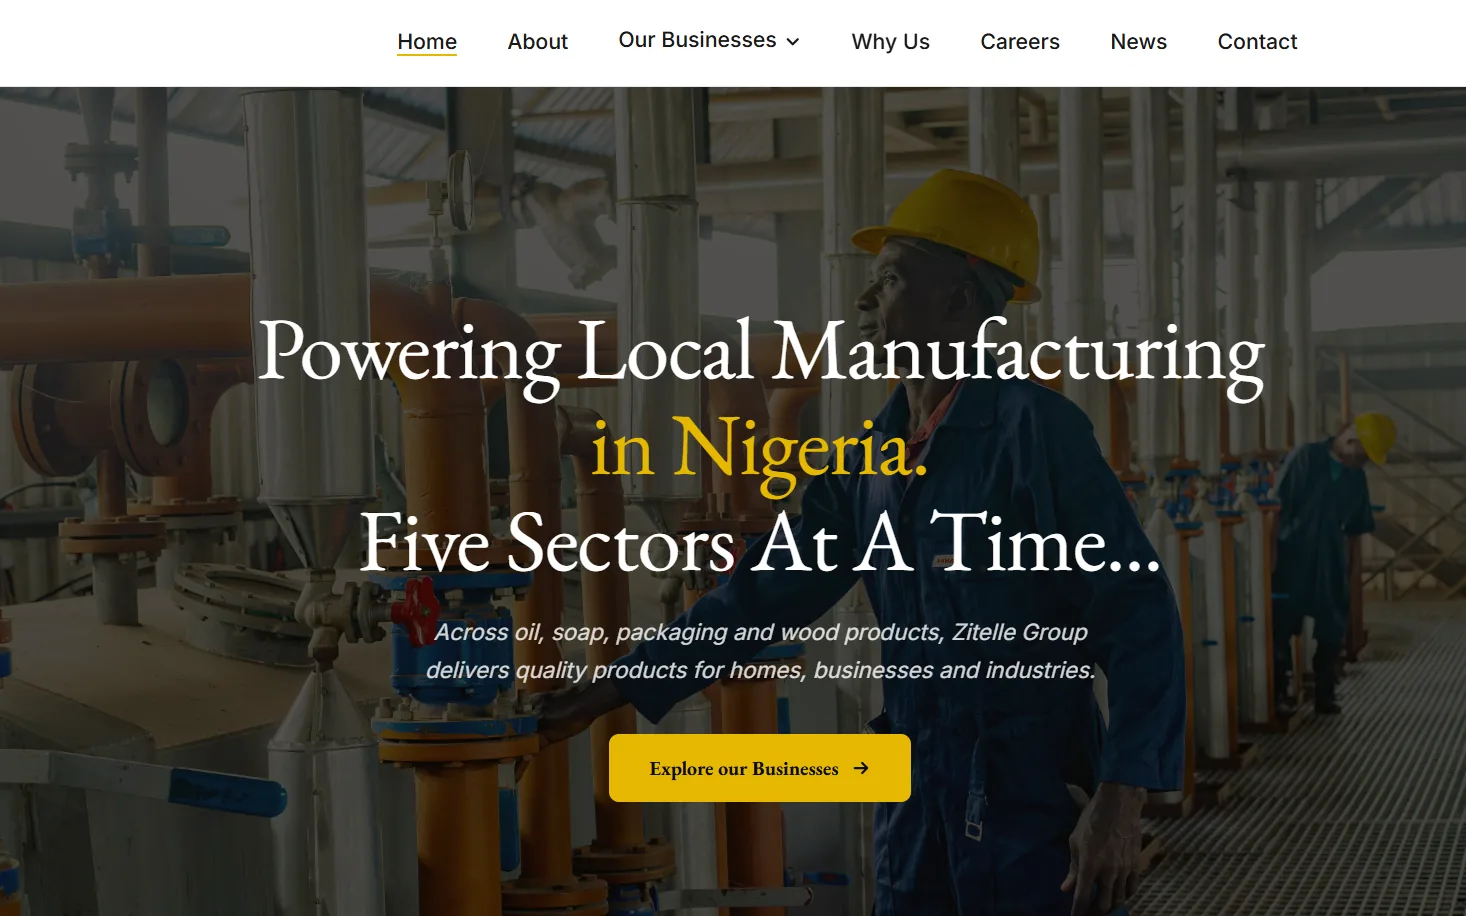 Home About Our Businesses Why Us Careers News Contact
Powering Local Manufacturing
in Nigeria.
Five Sectors At A Time...
Across oil, soap, packaging and wood products, Zitelle Group
delivers quality products for homes, businesses and industries.
Explore our Businesses →